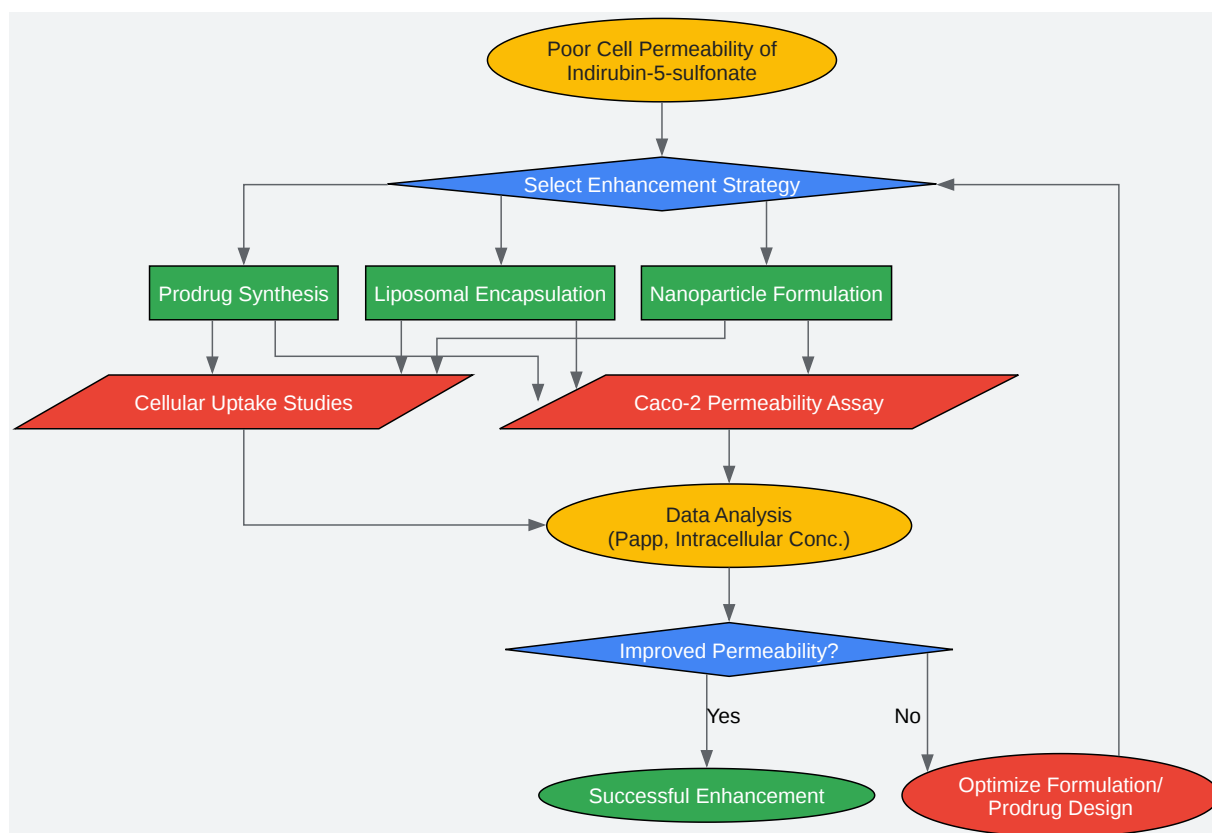 Poor Cell Permeability of
Indirubin-5-sulfonate
Select Enhancement Strategy
Prodrug Synthesis
Liposomal Encapsulation
Nanoparticle Formulation
Cellular Uptake Studies
Caco-2 Permeability Assay
Data Analysis
(Papp, Intracellular Conc.)
Improved Permeability?
Yes
No
Successful Enhancement
Optimize Formulation/
Prodrug Design